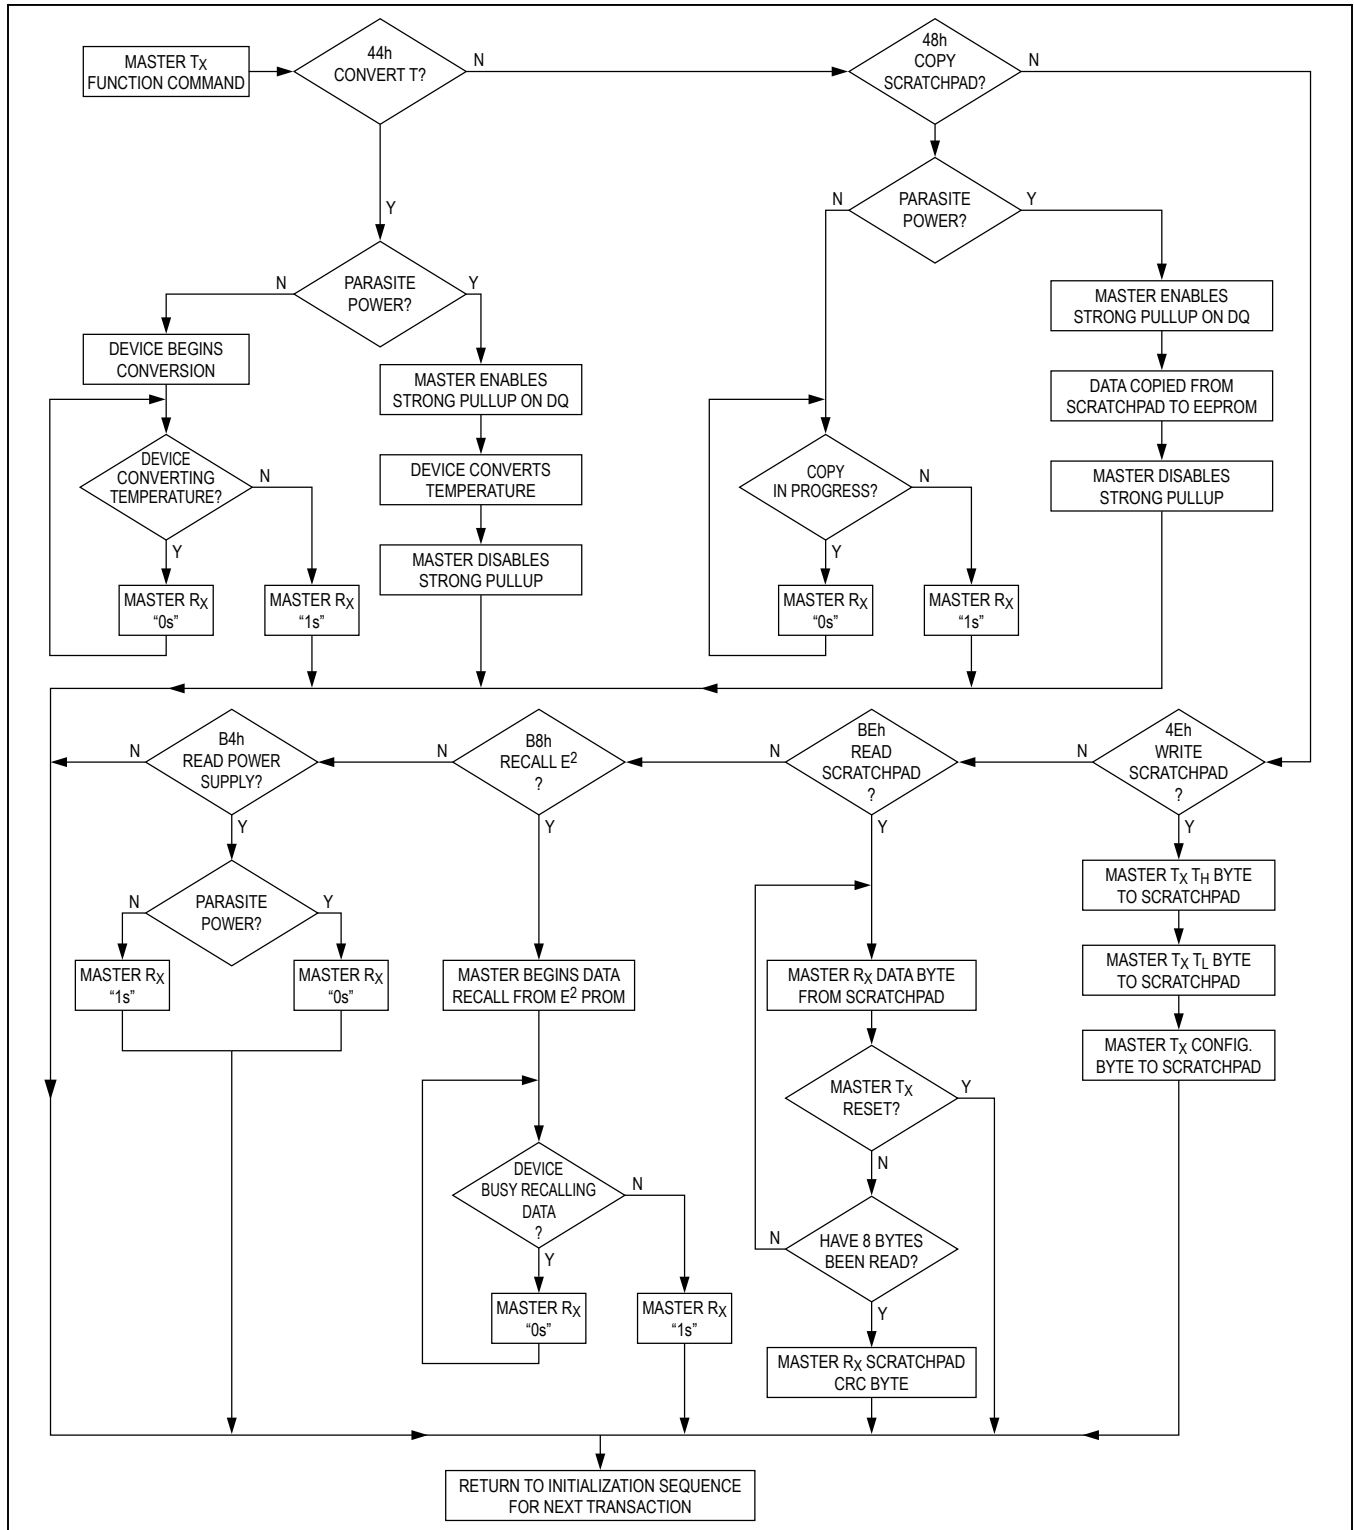 MASTER TX
FUNCTION COMMAND
44h
CONVERT T?
N
Y
48h
COPY
SCRATCHPAD?
N
PARASITE
POWER?
N
Y
PARASITE
POWER?
N
Y
DEVICE BEGINS
CONVERSION
MASTER ENABLES
STRONG PULLUP ON DQ
DEVICE
CONVERTING
TEMPERATURE?
N
Y
DEVICE CONVERTS
TEMPERATURE
MASTER DISABLES
STRONG PULLUP
MASTER RX
“0s”
MASTER RX
“1s”
MASTER ENABLES
STRONG PULLUP ON DQ
DATA COPIED FROM
SCRATCHPAD TO EEPROM
MASTER DISABLES
STRONG PULLUP
COPY
IN PROGRESS?
N
Y
MASTER RX
“0s”
MASTER RX
“1s”
4Eh
WRITE
SCRATCHPAD
?
N
Y
BEh
READ
SCRATCHPAD
?
N
Y
B8h
RECALL E2
?
N
Y
B4h
READ POWER
SUPPLY?
N
Y
PARASITE
POWER?
N
Y
MASTER RX
“1s”
MASTER RX
“0s”
MASTER BEGINS DATA
RECALL FROM E2 PROM
DEVICE
BUSY RECALLING
DATA
?
N
Y
MASTER RX
“0s”
MASTER RX
“1s”
MASTER RX DATA BYTE
FROM SCRATCHPAD
MASTER TX
RESET?
Y
N
HAVE 8 BYTES
BEEN READ?
N
Y
MASTER RX SCRATCHPAD
CRC BYTE
MASTER TX TH BYTE
TO SCRATCHPAD
MASTER TX TL BYTE
TO SCRATCHPAD
MASTER TX CONFIG.
BYTE TO SCRATCHPAD
RETURN TO INITIALIZATION SEQUENCE
FOR NEXT TRANSACTION